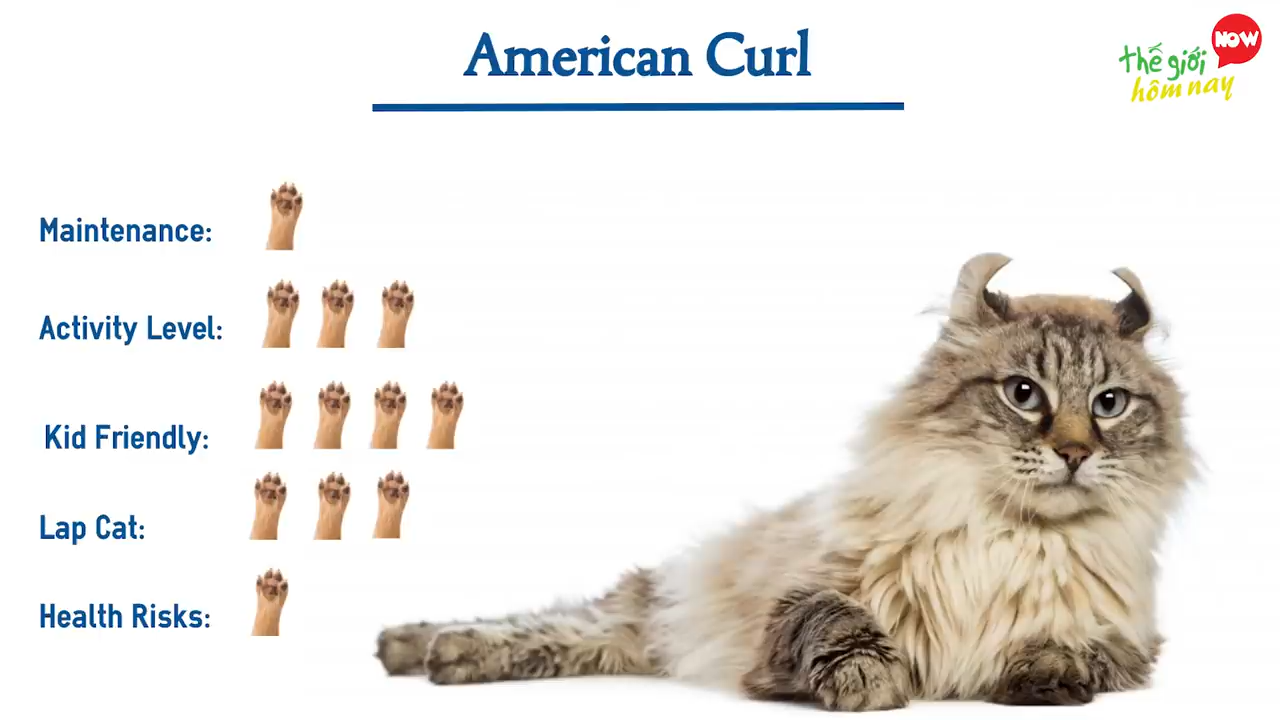 American Curl
NOW
thế giới
hôm nay
Maintenance:
Activity Level:
Kid Friendly:
Lap Cat:
Health Risks: